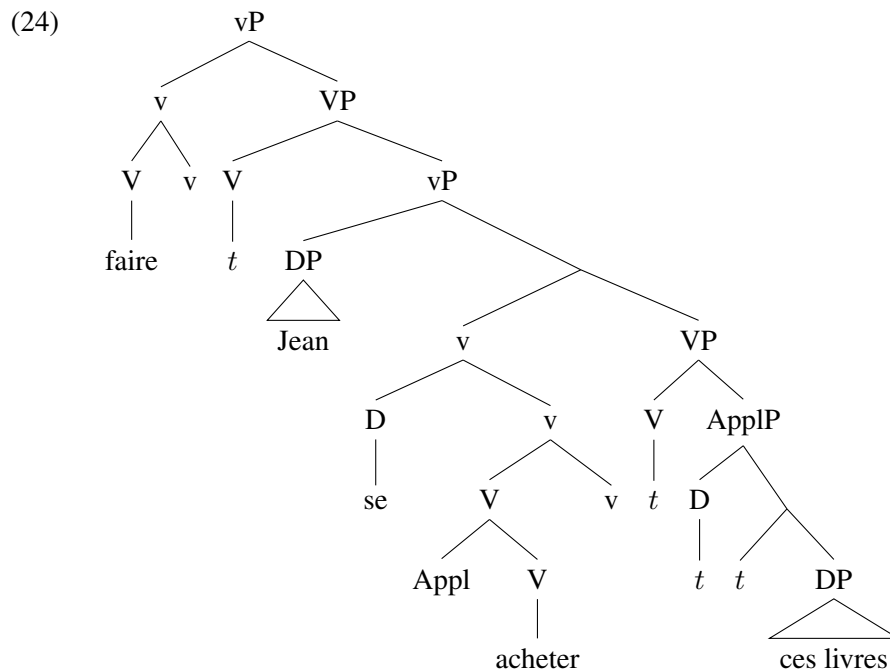 (24) vP
v VP
V v V vP
faire t DP
Jean v VP
D v V ApplP
se V v t D
Appl V t t DP
acheter ces livres